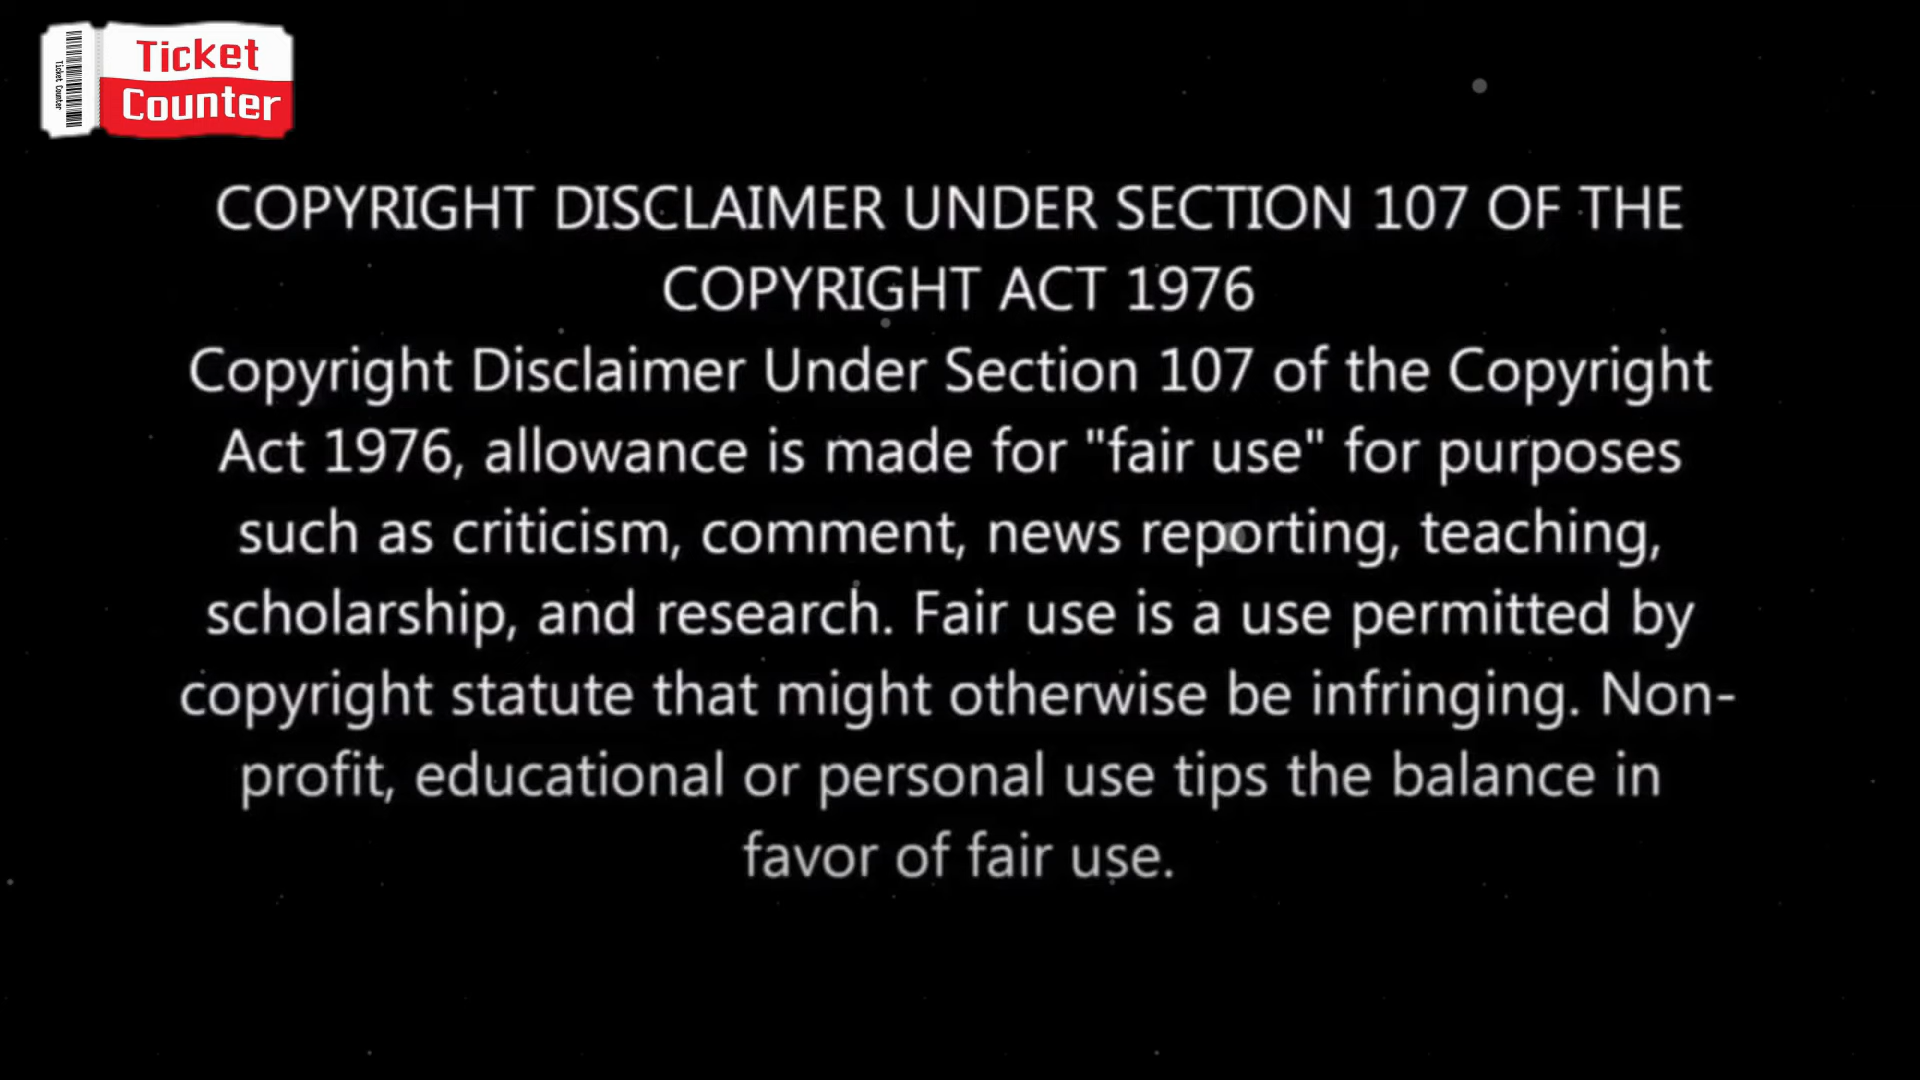 Ticket
Counter
Ticket Counter
COPYRIGHT DISCLAIMER UNDER SECTION 107 OF THE
COPYRIGHT ACT 1976
Copyright Disclaimer Under Section 107 of the Copyright
Act 1976, allowance is made for "fair use" for purposes
such as criticism, comment, news reporting, teaching,
scholarship, and research. Fair use is a use permitted by
copyright statute that might otherwise be infringing. Non-
profit, educational or personal use tips the balance in
favor of fair use.